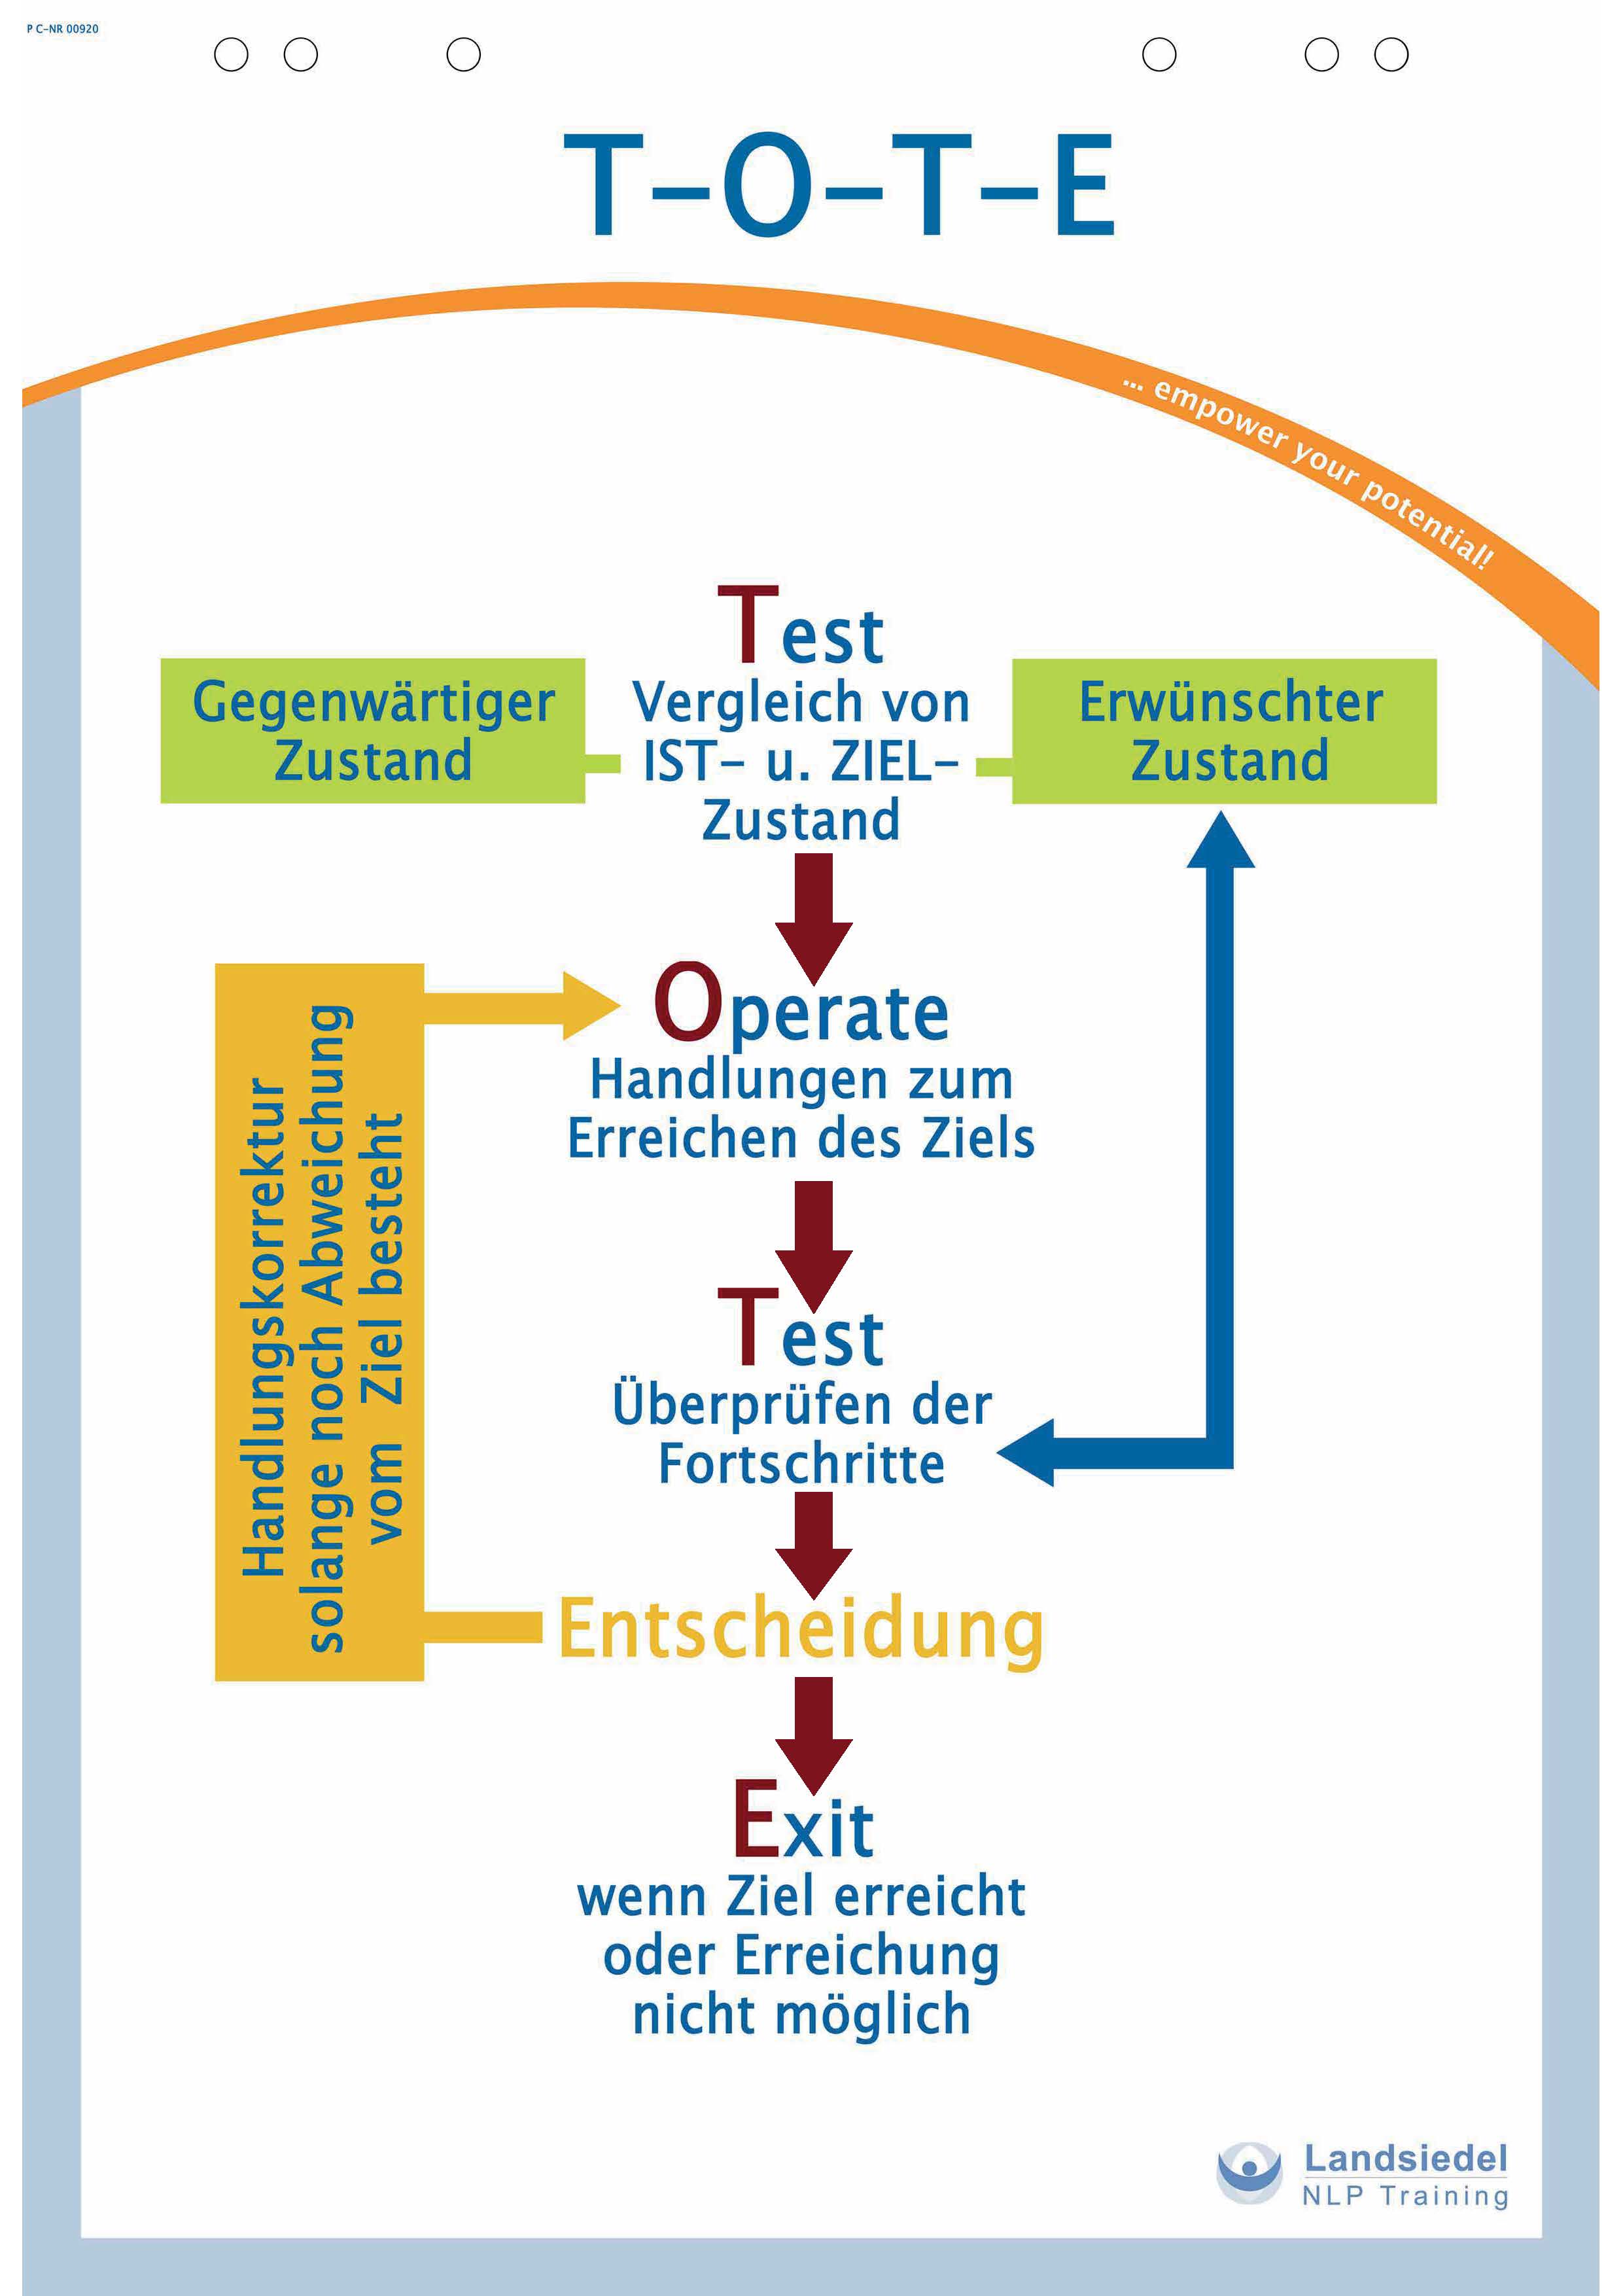 P C-NR 00920
T-O-T-E
... empower your potential!
Test
Vergleich von
IST- u. ZIEL-
Zustand
Gegenwärtiger
Zustand
Erwünschter
Zustand
Operate
Handlungen zum
Erreichen des Ziels
Handlungskorrektur
solange noch Abweichung
vom Ziel besteht
Test
Überprüfen der
Fortschritte
Entscheidung
Exit
wenn Ziel erreicht
oder Erreichung
nicht möglich
Landsiedel
NLP Training